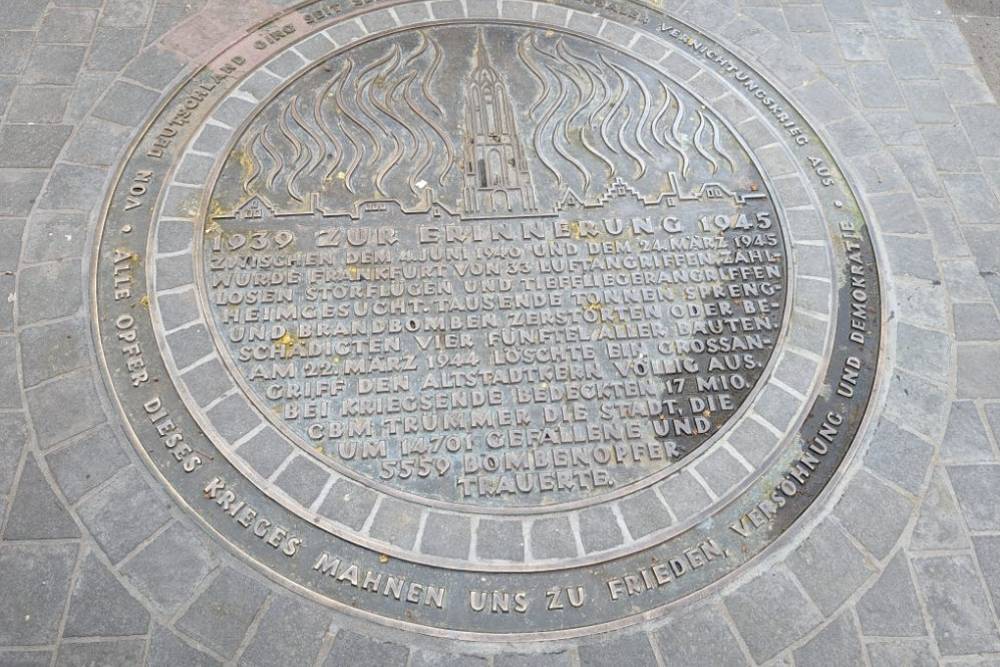 1939 ZUR ERINNERUNG 1945
ZWISCHEN DEM 4. JUNI 1940 UND DEM 24. MÄRZ 1945
WURDE FRANKFURT VON 33 LUFTANGRIFFEN, ZAHL-
LOSEN STÖRFLÜGEN UND TIEFFLIEGERANGRIFFEN
HEIMGESUCHT. TAUSENDE TONNEN SPRENG-
UND BRANDBOMBEN ZERSTÖRTEN ODER BE-
SCHÄDIGTEN VIER FÜNFTEL ALLER BAUTEN.
AM 22. MÄRZ 1944 LÖSCHTE EIN GROSSAN-
GRIFF DEN ALTSTADTKERN VÖLLIG AUS.
BEI KRIEGSENDE BEDECKTEN 17 MIO.
CBM TRÜMMER DIE STADT, DIE
UM 14701 GEFALLENE UND
5559 BOMBENOPFER
TRAUERTE.
VON DEUTSCHLAND GING SEIT VERNICHTUNGSKRIEG AUS •
• ALLE OPFER DIESES KRIEGES MAHNEN UNS ZU FRIEDEN, VERSÖHNUNG UND DEMOKRATIE •